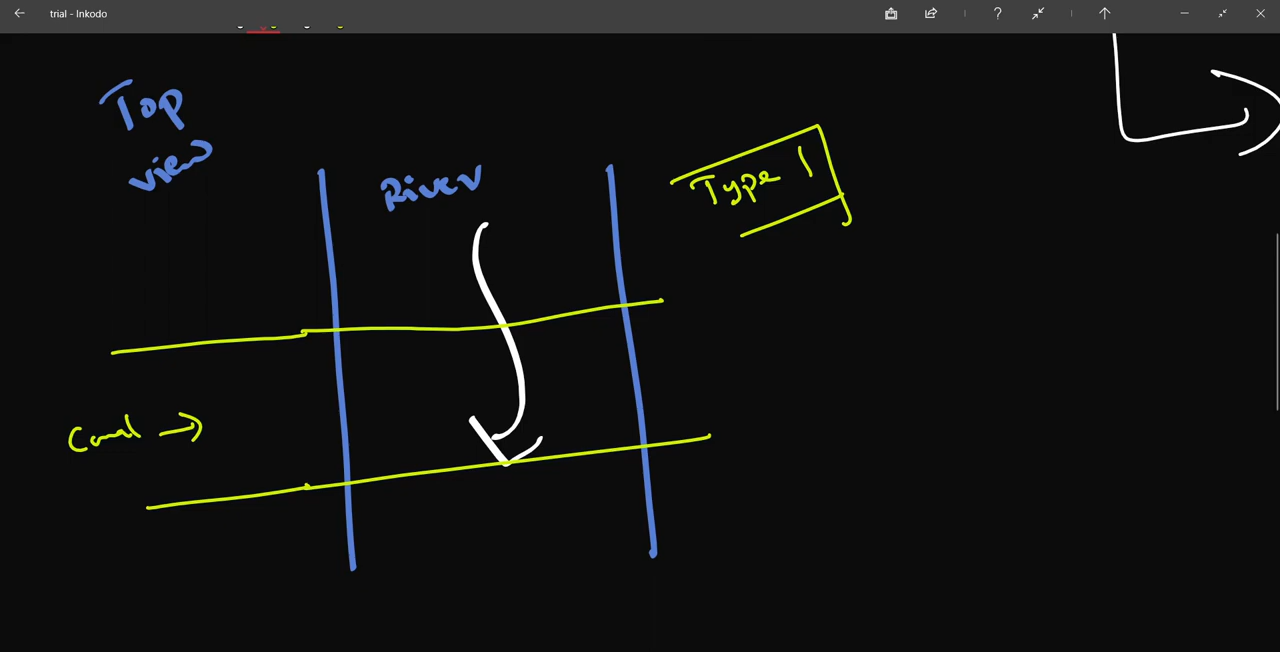 trial - Inkodo
Top
view
River
Type 1
Canal →